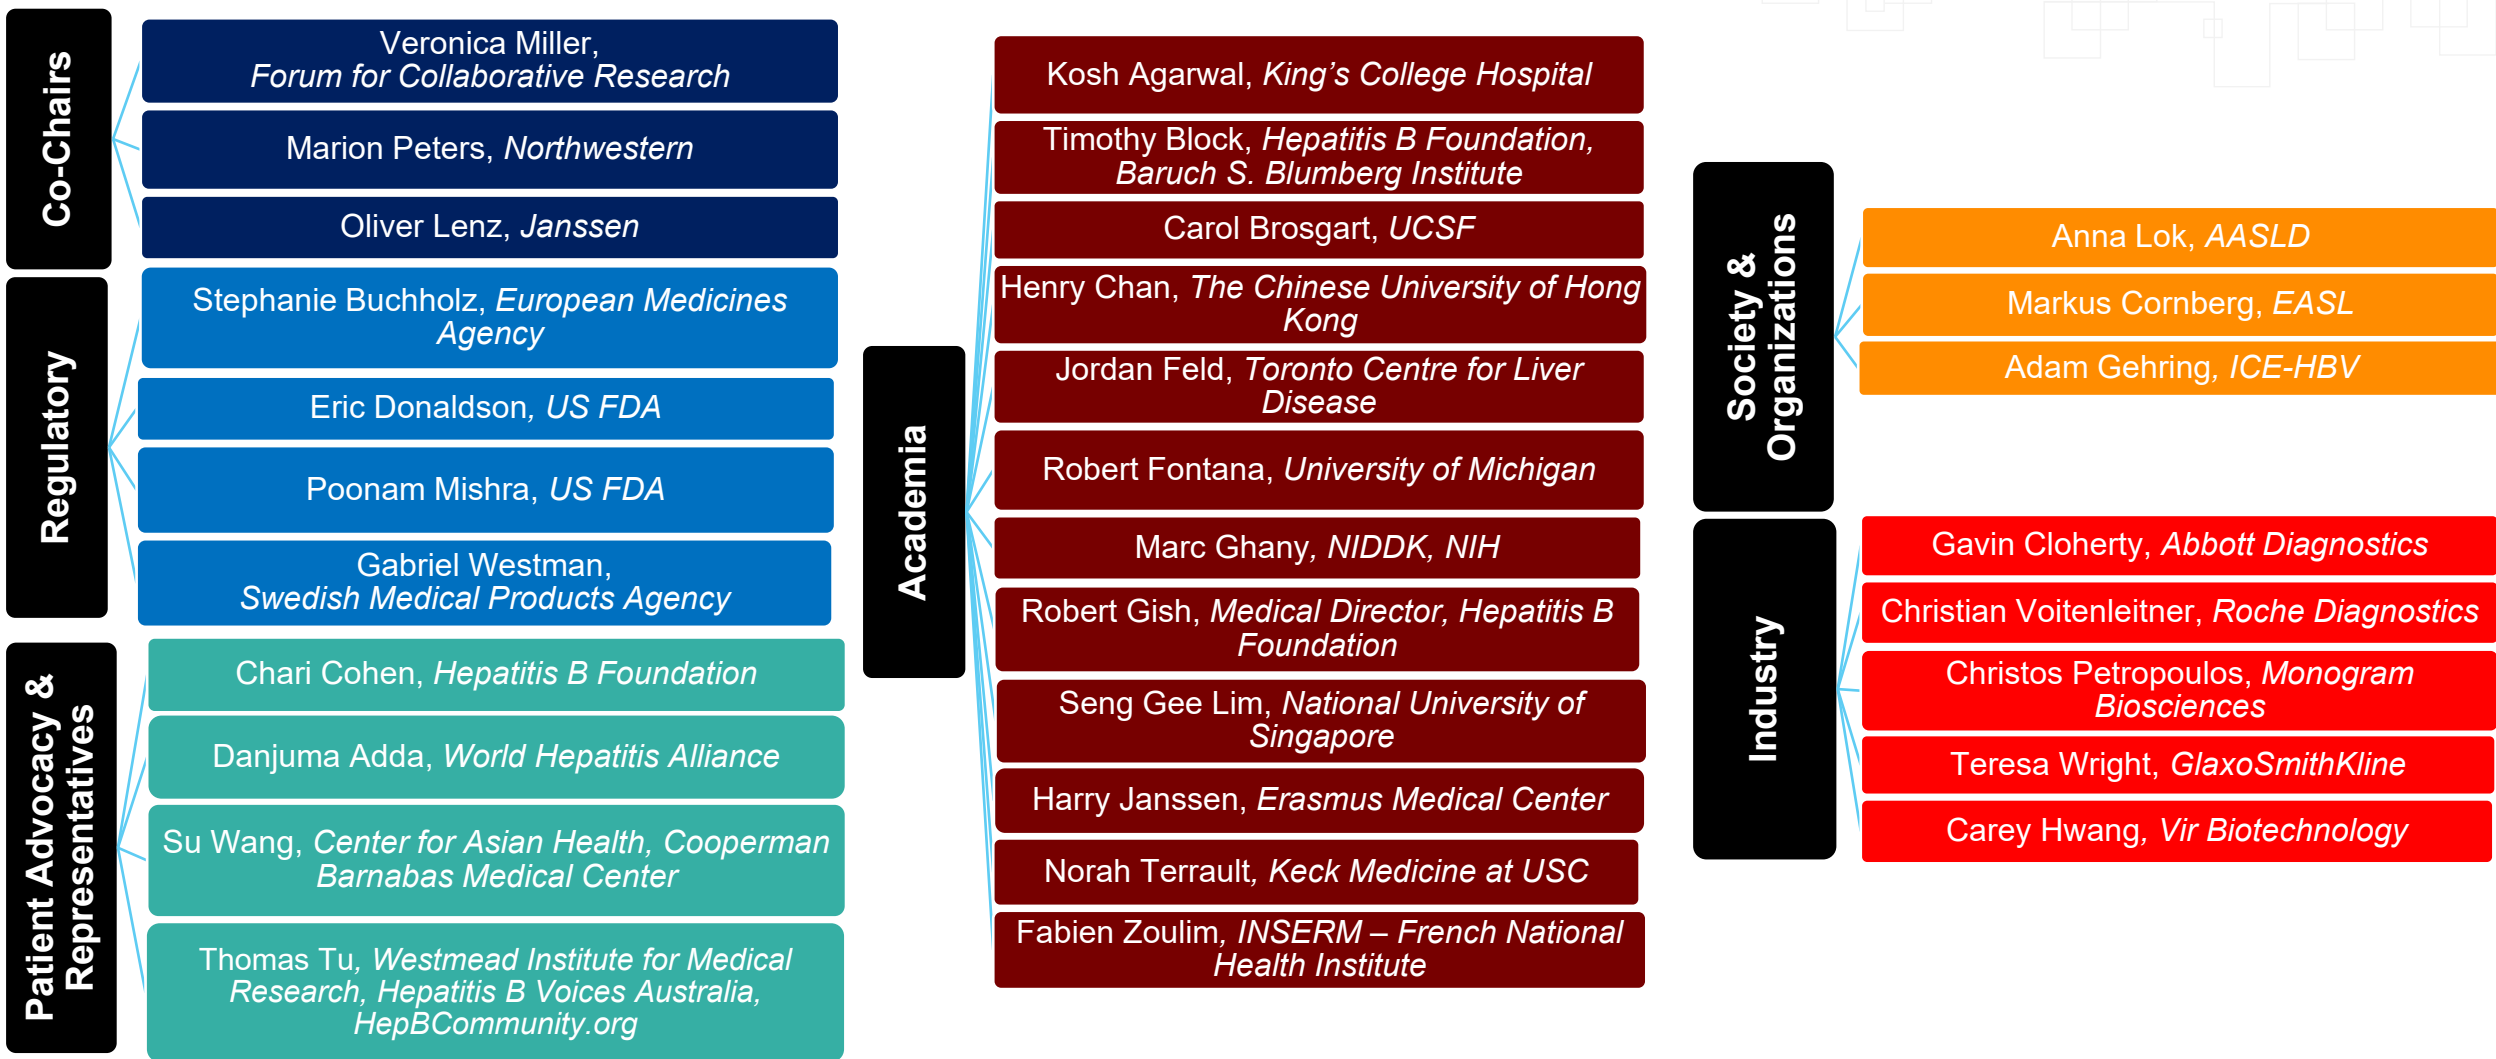 Co-Chairs
Veronica Miller,
Forum for Collaborative Research
Marion Peters, Northwestern
Oliver Lenz, Janssen
Regulatory
Stephanie Buchholz, European Medicines
Agency
Eric Donaldson, US FDA
Poonam Mishra, US FDA
Gabriel Westman,
Swedish Medical Products Agency
Patient Advocacy &
Representatives
Chari Cohen, Hepatitis B Foundation
Danjuma Adda, World Hepatitis Alliance
Su Wang, Center for Asian Health, Cooperman
Barnabas Medical Center
Thomas Tu, Westmead Institute for Medical
Research, Hepatitis B Voices Australia,
HepBCommunity.org
Academia
Kosh Agarwal, King’s College Hospital
Timothy Block, Hepatitis B Foundation,
Baruch S. Blumberg Institute
Carol Brosgart, UCSF
Henry Chan, The Chinese University of Hong
Kong
Jordan Feld, Toronto Centre for Liver
Disease
Robert Fontana, University of Michigan
Marc Ghany, NIDDK, NIH
Robert Gish, Medical Director, Hepatitis B
Foundation
Seng Gee Lim, National University of
Singapore
Harry Janssen, Erasmus Medical Center
Norah Terrault, Keck Medicine at USC
Fabien Zoulim, INSERM – French National
Health Institute
Society &
Organizations
Anna Lok, AASLD
Markus Cornberg, EASL
Adam Gehring, ICE-HBV
Industry
Gavin Cloherty, Abbott Diagnostics
Christian Voitenleitner, Roche Diagnostics
Christos Petropoulos, Monogram
Biosciences
Teresa Wright, GlaxoSmithKline
Carey Hwang, Vir Biotechnology